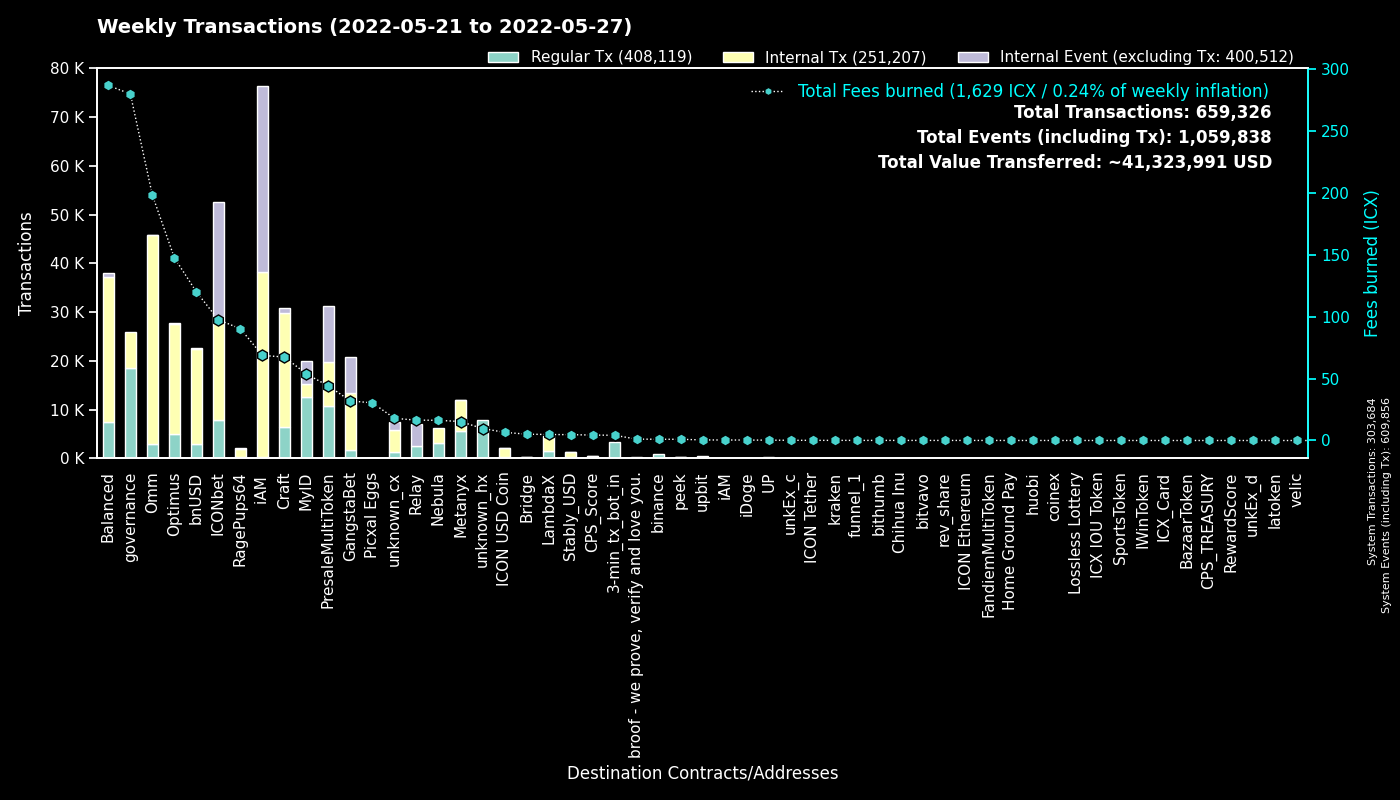 Weekly Transactions (2022-05-21 to 2022-05-27)
Regular Tx (408,119)
Internal Tx (251,207)
Internal Event (excluding Tx: 400,512)
Total Fees burned (1,629 ICX / 0.24% of weekly inflation)
Total Transactions: 659,326
Total Events (including Tx): 1,059,838
Total Value Transferred: ~41,323,991 USD
Transactions
80 K
70 K
60 K
50 K
40 K
30 K
20 K
10 K
0 K
300
250
200
150
100
50
0
Fees burned (ICX)
System Transactions: 303,684
System Events (including Tx): 609,856
Balanced
governance
Omm
Optimus
bnUSD
ICONbet
RagePups64
iAM
Craft
MyID
PresaleMultiToken
GangstaBet
Picxal Eggs
unknown_cx
Relay
Nebula
Metanyx
unknown_hx
ICON USD Coin
Bridge
LambdaX
Stably_USD
CPS_Score
3-min_tx_bot_in
broof - we prove, verify and love you.
binance
peek
upbit
iAM
iDoge
UP
unkEx_c
ICON Tether
kraken
funnel_1
bithumb
Chihua Inu
bitvavo
rev_share
ICON Ethereum
FandiemMultiToken
Home Ground Pay
huobi
coinex
Lossless Lottery
ICX IOU Token
SportsToken
IWinToken
ICX_Card
BazaarToken
CPS_TREASURY
RewardScore
unkEx_d
latoken
velic
Destination Contracts/Addresses